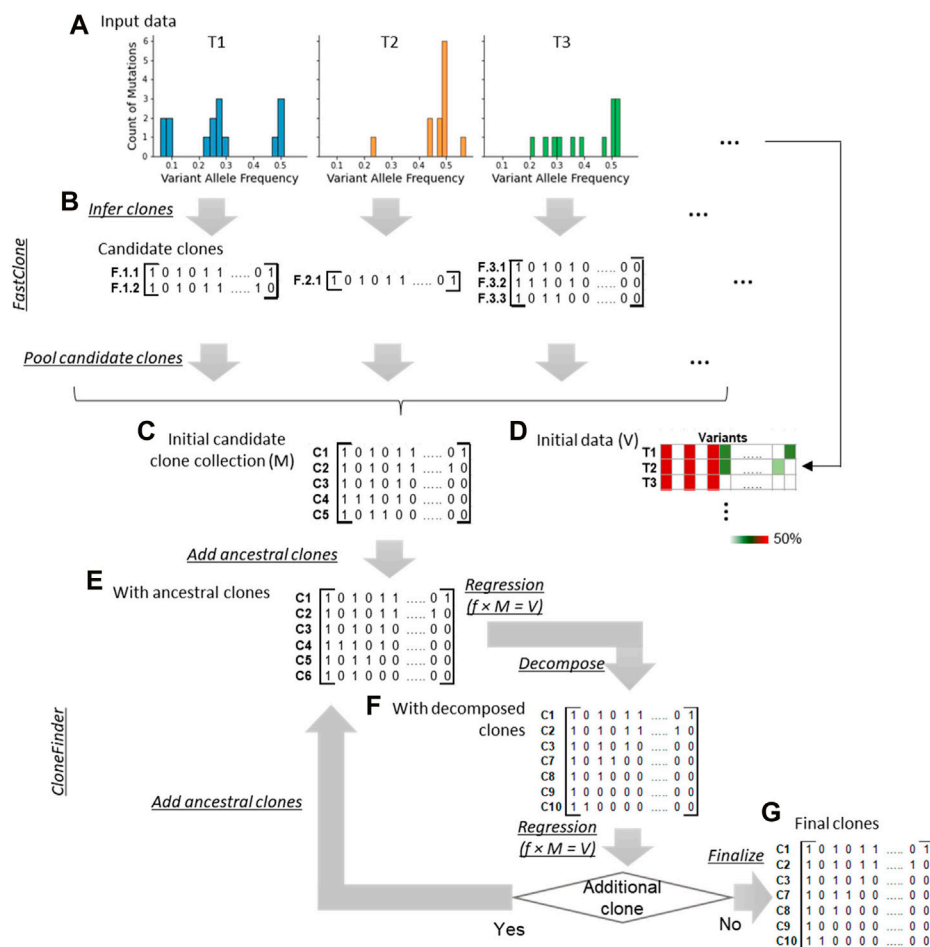 A Input data
T1 T2 T3
Count of Mutations
6
5
4
3
2
1
0
0.1 0.2 0.3 0.4 0.5 0.1 0.2 0.3 0.4 0.5 0.1 0.2 0.3 0.4 0.5
Variant Allele Frequency Variant Allele Frequency Variant Allele Frequency
...
B Infer clones
...
FastClone
Candidate clones
F.1.1 1 0 1 0 1 1 ..... 0 1
F.1.2 1 0 1 0 1 1 ..... 1 0
F.2.1 1 0 1 0 1 1 ..... 0 1
F.3.1 1 0 1 0 1 0 ..... 0 0
F.3.2 1 1 1 0 1 0 ..... 0 0
F.3.3 1 0 1 1 0 0 ..... 0 0
...
Pool candidate clones
...
C Initial candidate
clone collection (M)
C1 1 0 1 0 1 1 ..... 0 1
C2 1 0 1 0 1 1 ..... 1 0
C3 1 0 1 0 1 0 ..... 0 0
C4 1 1 1 0 1 0 ..... 0 0
C5 1 0 1 1 0 0 ..... 0 0
D Initial data (V)
Variants
T1 .....
T2 .....
T3 .....
...
50%
Add ancestral clones
E With ancestral clones
C1 1 0 1 0 1 1 ..... 0 1
C2 1 0 1 0 1 1 ..... 1 0
C3 1 0 1 0 1 0 ..... 0 0
C4 1 1 1 0 1 0 ..... 0 0
C5 1 0 1 1 0 0 ..... 0 0
C6 1 0 1 0 0 0 ..... 0 0
Regression
(f × M = V)
Decompose
CloneFinder
F With decomposed
clones
C1 1 0 1 0 1 1 ..... 0 1
C2 1 0 1 0 1 1 ..... 1 0
C3 1 0 1 0 1 0 ..... 0 0
C7 1 0 1 1 0 0 ..... 0 0
C8 1 0 1 0 0 0 ..... 0 0
C9 1 0 0 0 0 0 ..... 0 0
C10 1 1 0 0 0 0 ..... 0 0
Add ancestral clones
Regression
(f × M = V)
Additional
clone
Yes
No
Finalize
G Final clones
C1 1 0 1 0 1 1 ..... 0 1
C2 1 0 1 0 1 1 ..... 1 0
C3 1 0 1 0 1 0 ..... 0 0
C7 1 0 1 1 0 0 ..... 0 0
C8 1 0 1 0 0 0 ..... 0 0
C9 1 0 0 0 0 0 ..... 0 0
C10 1 1 0 0 0 0 ..... 0 0